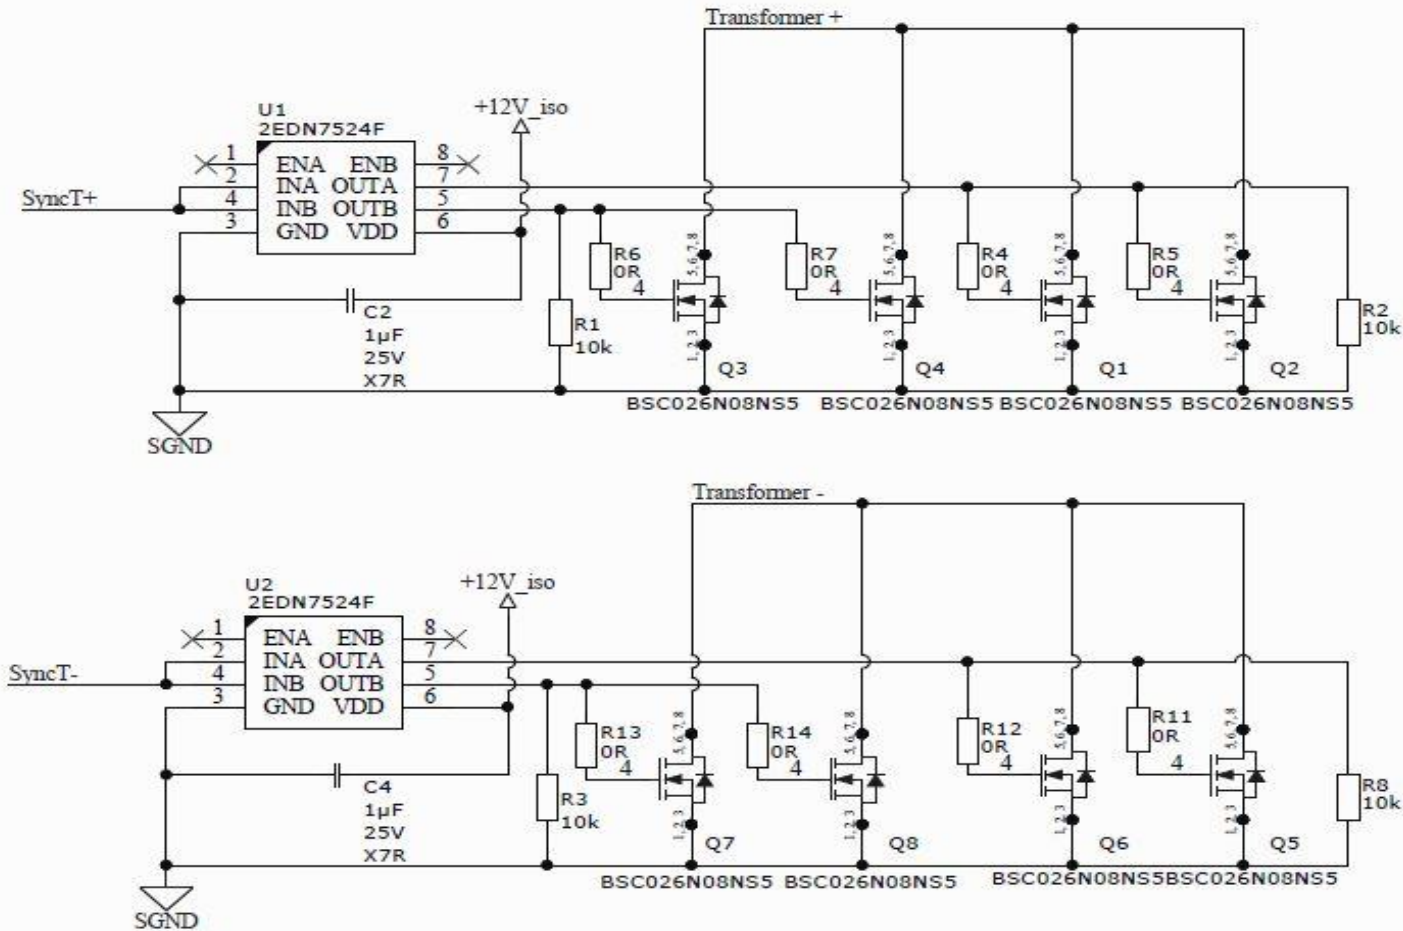 Transformer +
+12V_iso
U1
2EDN7524F
1 ENA ENB 8
2 INA OUTA 7
SyncT+
4 INB OUTB 5
3 GND VDD 6
R6
0R
4
5,6,7,8
R7
0R
4
5,6,7,8
R4
0R
4
5,6,7,8
R5
0R
4
5,6,7,8
C2
1µF
25V
X7R
R1
10k
R2
10k
1,2 3
1,2 3
1,2 3
1,2 3
Q3
Q4
Q1
Q2
BSC026N08NS5
BSC026N08NS5
BSC026N08NS5
BSC026N08NS5
SGND
Transformer -
+12V_iso
U2
2EDN7524F
1 ENA ENB 8
2 INA OUTA 7
SyncT-
4 INB OUTB 5
3 GND VDD 6
R13
0R
4
5,6,7,8
R14
0R
4
5,6,7,8
R12
0R
4
5,6,7,8
R11
0R
4
5,6,7,8
C4
1µF
25V
X7R
R3
10k
R8
10k
1,2 3
1,2 3
1,2 3
1,2 3
Q7
Q8
Q6
Q5
BSC026N08NS5
BSC026N08NS5
BSC026N08NS5
BSC026N08NS5
SGND